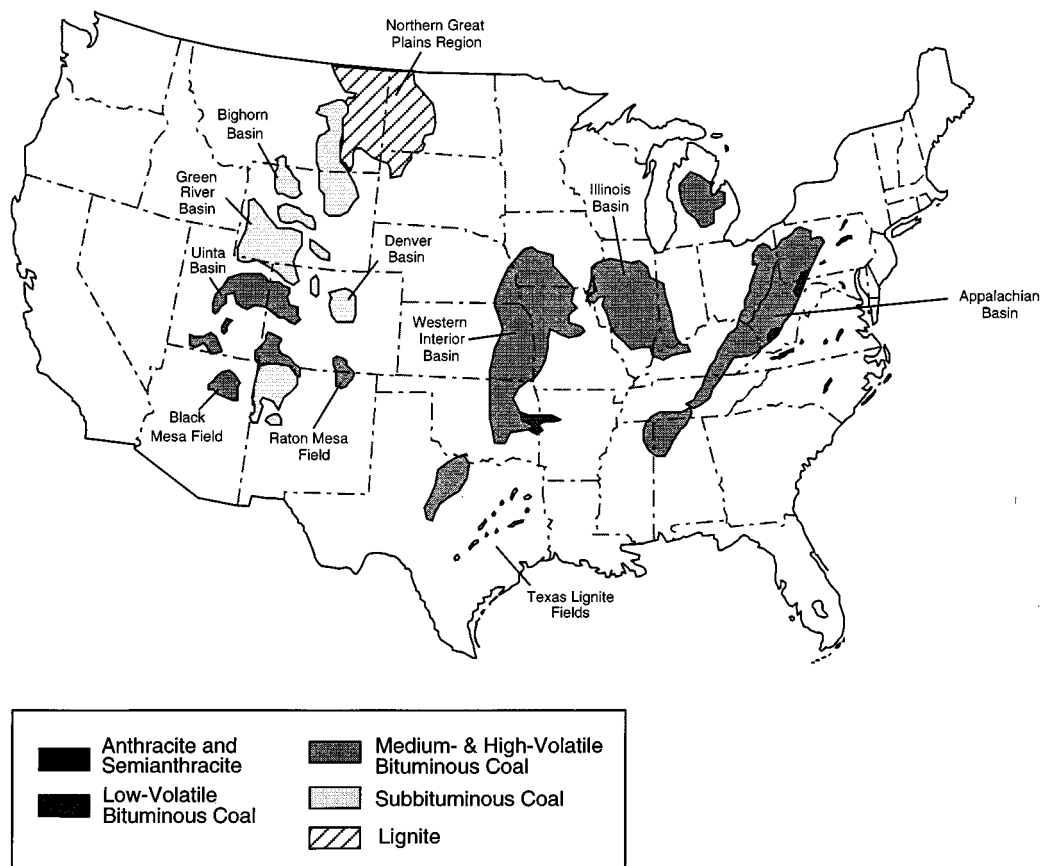 Northern Great
Plains Region
Bighorn
Basin
Green
River
Basin
Illinois
Basin
Uinta
Basin
Denver
Basin
Western
Interior
Basin
Appalachian
Basin
Black
Mesa Field
Raton Mesa
Field
Texas Lignite
Fields
Anthracite and
Semianthracite
Low-Volatile
Bituminous Coal
Medium- & High-Volatile
Bituminous Coal
Subbituminous Coal
Lignite